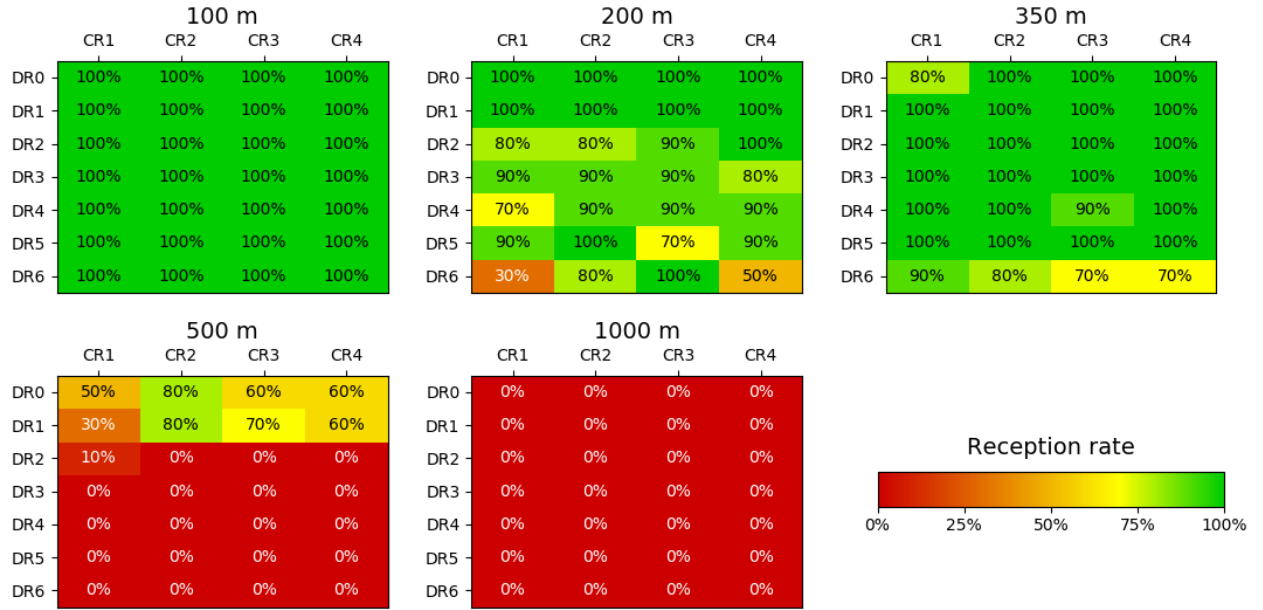 100 m 200 m 350 m
CR1 CR2 CR3 CR4 CR1 CR2 CR3 CR4 CR1 CR2 CR3 CR4
DR0 100% 100% 100% 100% DR0 100% 100% 100% 100% DR0 80% 100% 100% 100%
DR1 100% 100% 100% 100% DR1 100% 100% 100% 100% DR1 100% 100% 100% 100%
DR2 100% 100% 100% 100% DR2 80% 80% 90% 100% DR2 100% 100% 100% 100%
DR3 100% 100% 100% 100% DR3 90% 90% 90% 80% DR3 100% 100% 100% 100%
DR4 100% 100% 100% 100% DR4 70% 90% 90% 90% DR4 100% 100% 90% 100%
DR5 100% 100% 100% 100% DR5 90% 100% 70% 90% DR5 100% 100% 100% 100%
DR6 100% 100% 100% 100% DR6 30% 80% 100% 50% DR6 90% 80% 70% 70%
500 m 1000 m
CR1 CR2 CR3 CR4 CR1 CR2 CR3 CR4
DR0 50% 80% 60% 60% DR0 0% 0% 0% 0%
DR1 30% 80% 70% 60% DR1 0% 0% 0% 0%
DR2 10% 0% 0% 0% DR2 0% 0% 0% 0%
DR3 0% 0% 0% 0% DR3 0% 0% 0% 0%
DR4 0% 0% 0% 0% DR4 0% 0% 0% 0%
DR5 0% 0% 0% 0% DR5 0% 0% 0% 0%
DR6 0% 0% 0% 0% DR6 0% 0% 0% 0%
Reception rate
0% 25% 50% 75% 100%